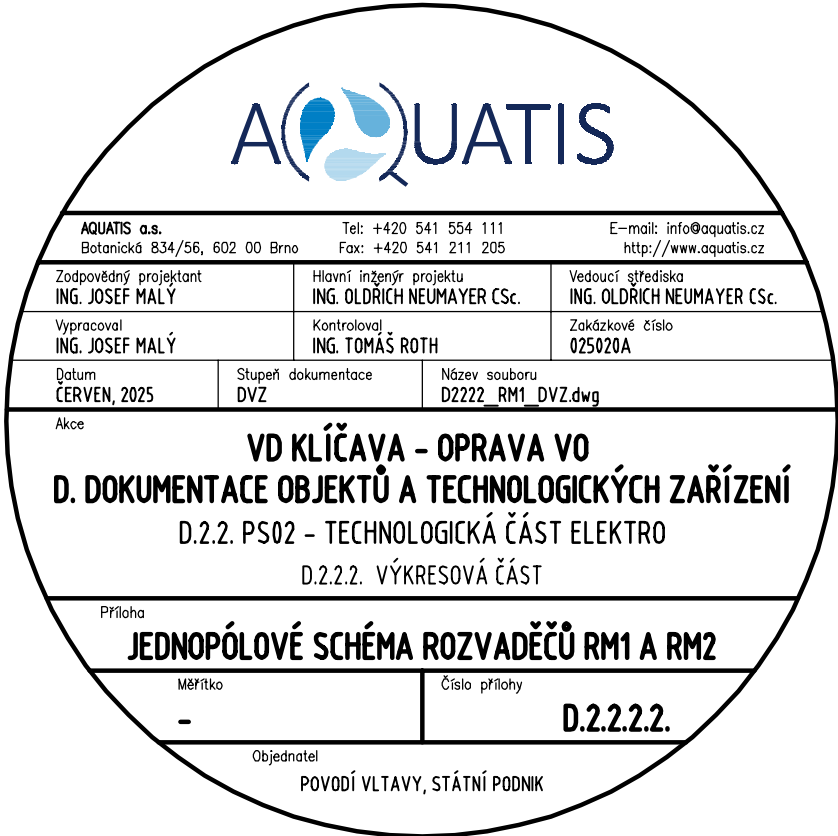 AQUATIS
AQUATIS a.s. Tel: +420 541 554 111 E-mail: info@aquatis.cz
Botanická 834/56, 602 00 Brno Fax: +420 541 211 205 http://www.aquatis.cz
Zodpovědný projektant Hlavní inženýr projektu Vedoucí střediska
ING. JOSEF MALÝ ING. OLDŘICH NEUMAYER CSc. ING. OLDŘICH NEUMAYER CSc.
Vypracoval Kontroloval Zakázkové číslo
ING. JOSEF MALÝ ING. TOMÁŠ ROTH 025020A
Datum Stupeň dokumentace Název souboru
ČERVEN, 2025 DVZ D2222_RM1_DVZ.dwg
Akce
VD KLÍČAVA - OPRAVA VO
D. DOKUMENTACE OBJEKTŮ A TECHNOLOGICKÝCH ZAŘÍZENÍ
D.2.2. PS02 - TECHNOLOGICKÁ ČÁST ELEKTRO
D.2.2.2. VÝKRESOVÁ ČÁST
Příloha
JEDNOPÓLOVÉ SCHÉMA ROZVADĚČŮ RM1 A RM2
Měřítko Číslo přílohy
- D.2.2.2.2.
Objednatel
POVODÍ VLTAVY, STÁTNÍ PODNIK